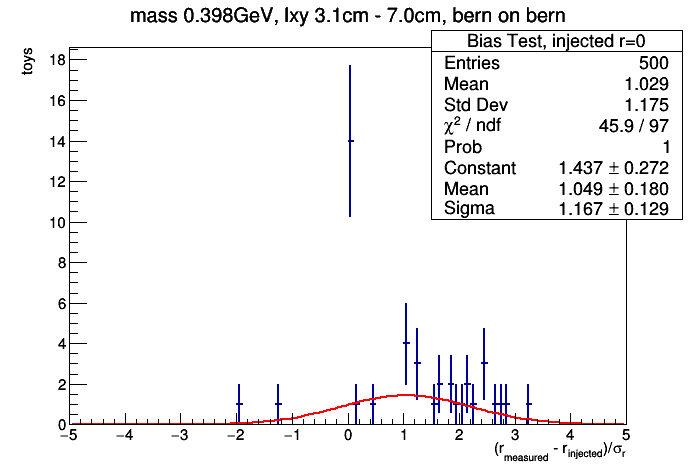 mass 0.398GeV, lxy 3.1cm - 7.0cm, bern on bern
Bias Test, injected r=0
Entries 500
Mean 1.029
Std Dev 1.175
χ² / ndf 45.9 / 97
Prob 1
Constant 1.437 ± 0.272
Mean 1.049 ± 0.180
Sigma 1.167 ± 0.129
toys
18
16
14
12
10
8
6
4
2
0
−5 −4 −3 −2 −1 0 1 2 3 4 5
(r_measured - r_injected)/σ_r